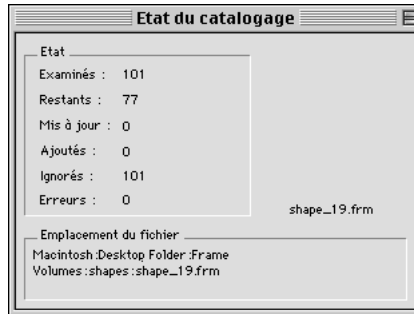 Etat du catalogage
Etat
Examinés : 101
Restants : 77
Mis à jour : 0
Ajoutés : 0
Ignorés : 101
Erreurs : 0
shape_19.frm
Emplacement du fichier
Macintosh:Desktop Folder:Frame
Volumes:shapes:shape_19.frm